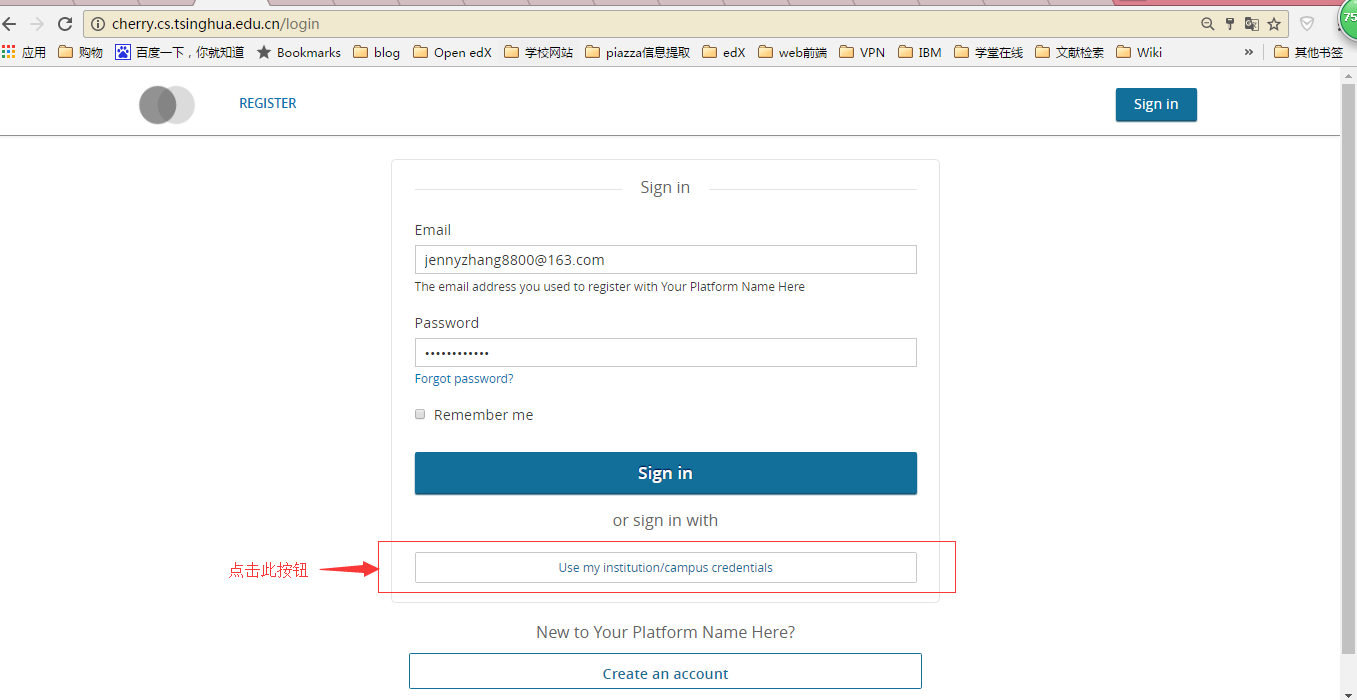 cherry.cs.tsinghua.edu.cn/login
75
应用 购物 百度一下，你就知道 Bookmarks blog Open edX 学校网站 piazza信息提取 edX web前端 VPN IBM 学堂在线 文献检索 Wiki » 其他书签
REGISTER Sign in
Sign in
Email
jennyzhang8800@163.com
The email address you used to register with Your Platform Name Here
Password
••••••••••••
Forgot password?
Remember me
Sign in
or sign in with
点击此按钮 Use my institution/campus credentials
New to Your Platform Name Here?
Create an account